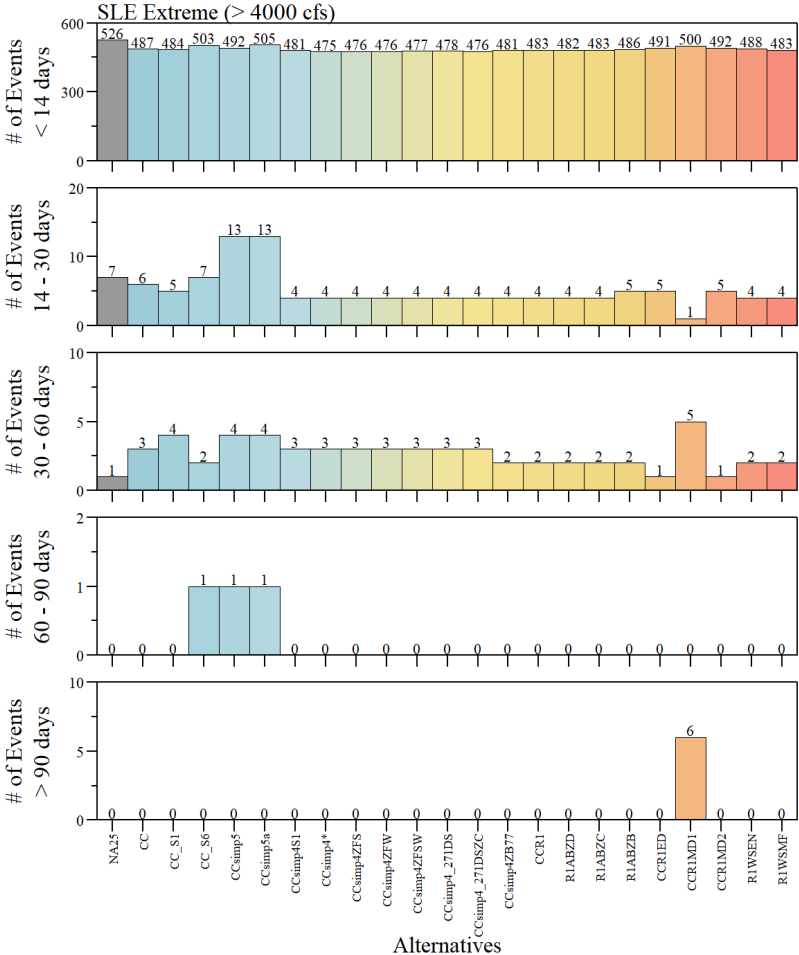 SLE Extreme (> 4000 cfs)
# of Events
< 14 days
600
300
0
526 487 484 503 492 505 481 475 476 476 477 478 476 481 483 482 483 486 491 500 492 488 483
# of Events
14 - 30 days
20
10
0
7 6 5 7 13 13 4 4 4 4 4 4 4 4 4 4 4 5 5 1 5 4 4
# of Events
30 - 60 days
10
5
0
1 3 4 2 4 4 3 3 3 3 3 3 3 2 2 2 2 2 1 5 1 2 2
# of Events
60 - 90 days
2
1
0
0 0 0 1 1 1 0 0 0 0 0 0 0 0 0 0 0 0 0 0 0 0 0
# of Events
> 90 days
10
5
0
0 0 0 0 0 0 0 0 0 0 0 0 0 0 0 0 0 0 0 6 0 0 0
NA25
CC
CC_S1
CC_S6
CCsimp5
CCsimp5a
CCsimp4S1
CCsimp4*
CCsimp4ZFS
CCsimp4ZFW
CCsimp4ZFSW
CCsimp4_271DS
CCsimp4_271DSZC
CCsimp4ZB77
CCR1
R1ABZD
R1ABZC
R1ABZB
CCR1ED
CCR1MD1
CCR1MD2
R1WSEN
R1WSMF
Alternatives